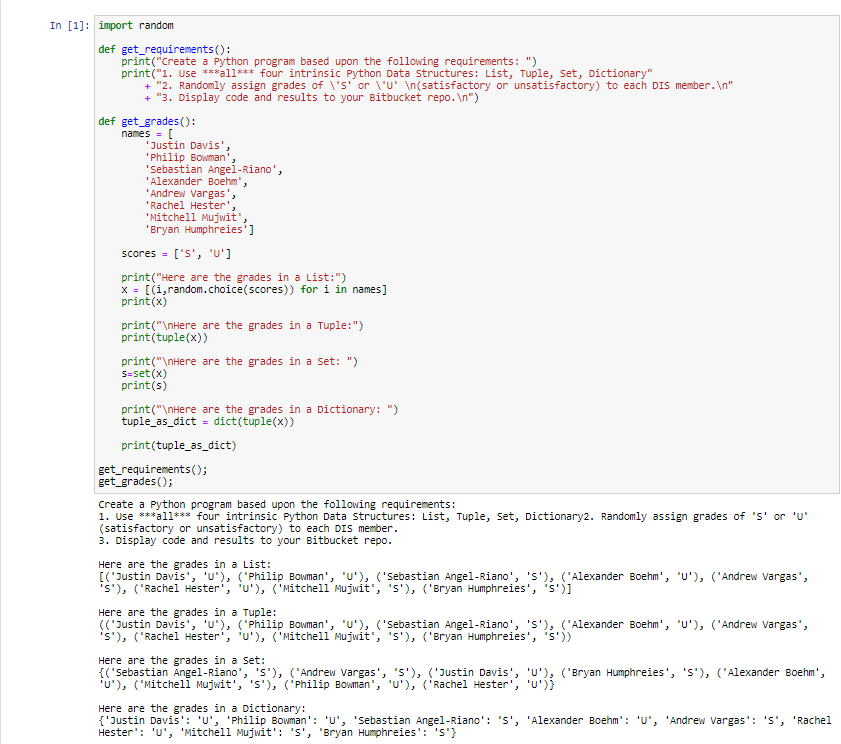 In [1]: import random
def get_requirements():
print("Create a Python program based upon the following requirements: ")
print("1. Use ***all*** four intrinsic Python Data Structures: List, Tuple, Set, Dictionary"
+ "2. Randomly assign grades of \'S' or \'U' \n(satisfactory or unsatisfactory) to each DIS member.\n"
+ "3. Display code and results to your Bitbucket repo.\n")
def get_grades():
names = [
'Justin Davis',
'Philip Bowman',
'Sebastian Angel-Riano',
'Alexander Boehm',
'Andrew Vargas',
'Rachel Hester',
'Mitchell Mujwit',
'Bryan Humphreies']
scores = ['S', 'U']
print("Here are the grades in a List:")
x = [(i,random.choice(scores)) for i in names]
print(x)
print("\nHere are the grades in a Tuple:")
print(tuple(x))
print("\nHere are the grades in a Set: ")
s=set(x)
print(s)
print("\nHere are the grades in a Dictionary: ")
tuple_as_dict = dict(tuple(x))
print(tuple_as_dict)
get_requirements();
get_grades();
Create a Python program based upon the following requirements:
1. Use ***all*** four intrinsic Python Data Structures: List, Tuple, Set, Dictionary2. Randomly assign grades of 'S' or 'U'
(satisfactory or unsatisfactory) to each DIS member.
3. Display code and results to your Bitbucket repo.
Here are the grades in a List:
[('Justin Davis', 'U'), ('Philip Bowman', 'U'), ('Sebastian Angel-Riano', 'S'), ('Alexander Boehm', 'U'), ('Andrew Vargas',
'S'), ('Rachel Hester', 'U'), ('Mitchell Mujwit', 'S'), ('Bryan Humphreies', 'S')]
Here are the grades in a Tuple:
(('Justin Davis', 'U'), ('Philip Bowman', 'U'), ('Sebastian Angel-Riano', 'S'), ('Alexander Boehm', 'U'), ('Andrew Vargas',
'S'), ('Rachel Hester', 'U'), ('Mitchell Mujwit', 'S'), ('Bryan Humphreies', 'S'))
Here are the grades in a Set:
{('Sebastian Angel-Riano', 'S'), ('Andrew Vargas', 'S'), ('Justin Davis', 'U'), ('Bryan Humphreies', 'S'), ('Alexander Boehm',
'U'), ('Mitchell Mujwit', 'S'), ('Philip Bowman', 'U'), ('Rachel Hester', 'U')}
Here are the grades in a Dictionary:
{'Justin Davis': 'U', 'Philip Bowman': 'U', 'Sebastian Angel-Riano': 'S', 'Alexander Boehm': 'U', 'Andrew Vargas': 'S', 'Rachel
Hester': 'U', 'Mitchell Mujwit': 'S', 'Bryan Humphreies': 'S'}